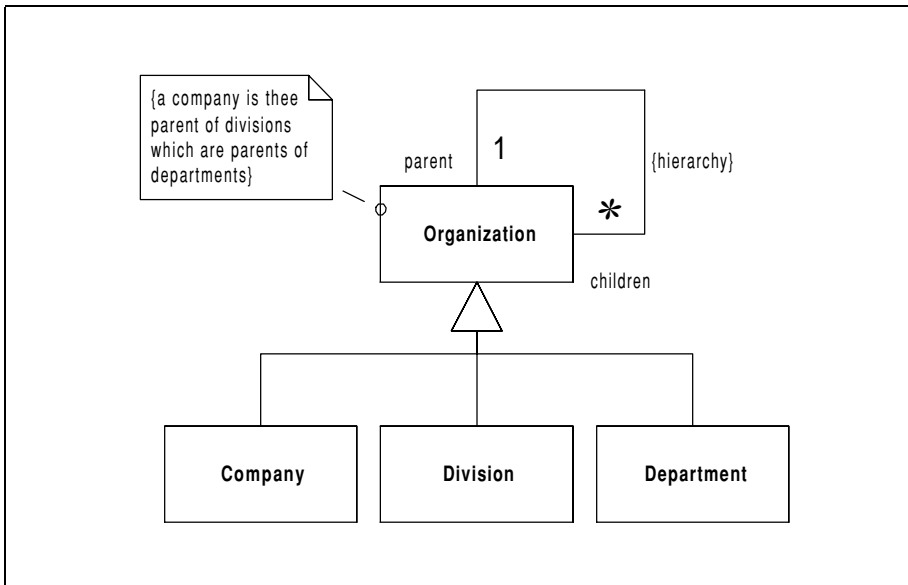 {a company is thee
parent of divisions
which are parents of
departments}
parent
1
{hierarchy}
*
Organization
children
Company
Division
Department